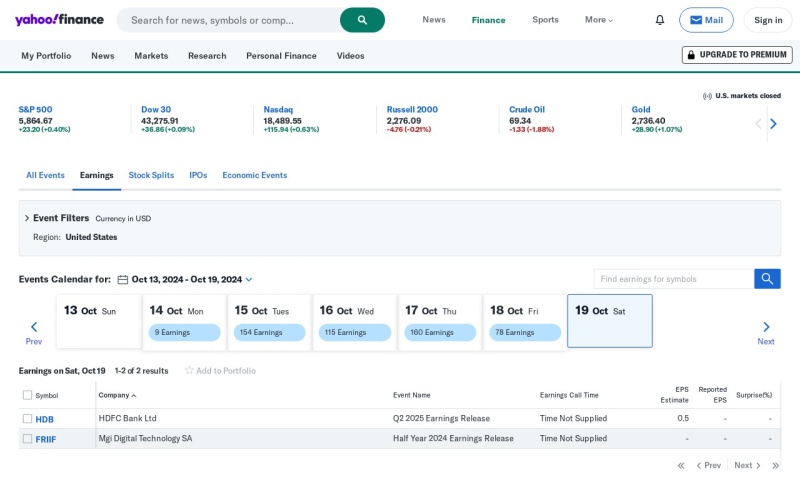 yahoo!finance
Search for news, symbols or comp...
News
Finance
Sports
More
Mail
Sign in
My Portfolio
News
Markets
Research
Personal Finance
Videos
UPGRADE TO PREMIUM
U.S. markets closed
S&P 500
5,864.67
+23.20 (+0.40%)
Dow 30
43,275.91
+36.86 (+0.09%)
Nasdaq
18,489.55
+115.94 (+0.63%)
Russell 2000
2,276.09
-4.76 (-0.21%)
Crude Oil
69.34
-1.33 (-1.88%)
Gold
2,736.40
+28.90 (+1.07%)
All Events
Earnings
Stock Splits
IPOs
Economic Events
Event Filters Currency in USD
Region: United States
Events Calendar for: Oct 13, 2024 - Oct 19, 2024
Find earnings for symbols
Prev
13 Oct Sun
14 Oct Mon
9 Earnings
15 Oct Tues
154 Earnings
16 Oct Wed
115 Earnings
17 Oct Thu
160 Earnings
18 Oct Fri
78 Earnings
19 Oct Sat
Next
Earnings on Sat, Oct 19 1-2 of 2 results Add to Portfolio
Symbol Company Event Name Earnings Call Time EPS Estimate Reported EPS Surprise(%)
HDB HDFC Bank Ltd Q2 2025 Earnings Release Time Not Supplied 0.5 - -
FRIIF Mgi Digital Technology SA Half Year 2024 Earnings Release Time Not Supplied - - -
Prev Next